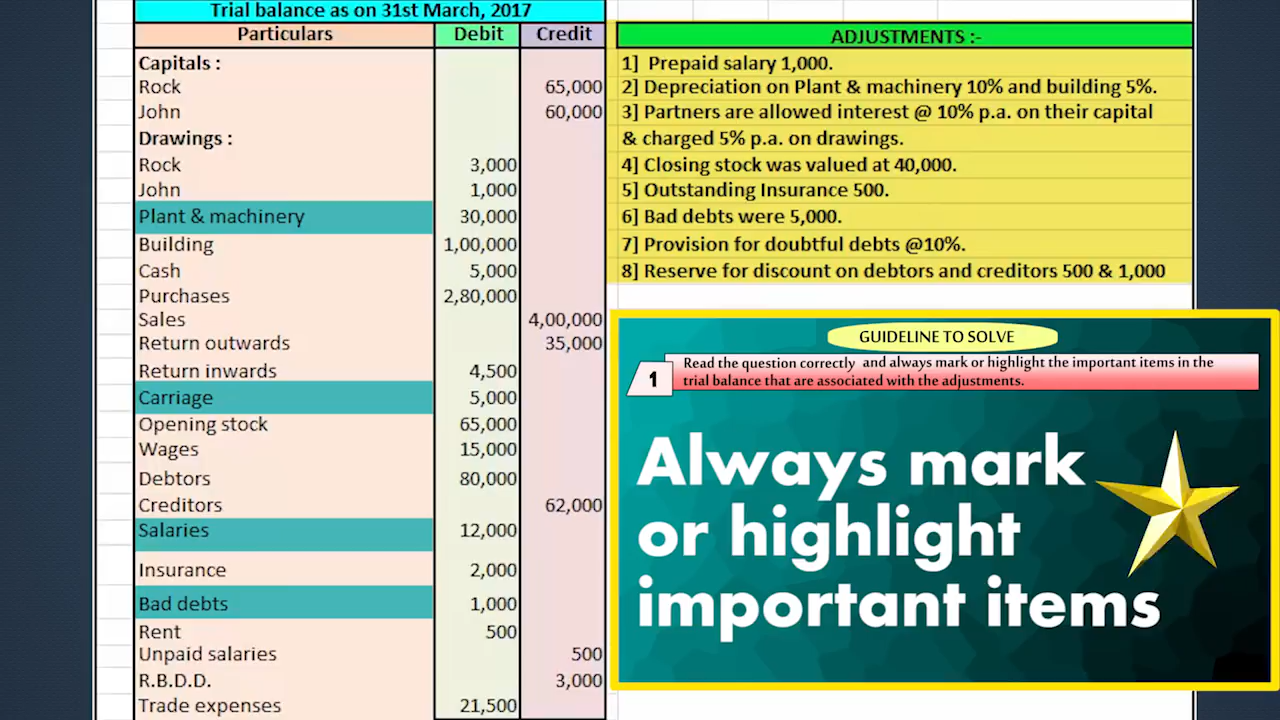 Trial balance as on 31st March, 2017
Particulars Debit Credit
Capitals :
Rock 65,000
John 60,000
Drawings :
Rock 3,000
John 1,000
Plant & machinery 30,000
Building 1,00,000
Cash 5,000
Purchases 2,80,000
Sales 4,00,000
Return outwards 35,000
Return inwards 4,500
Carriage 5,000
Opening stock 65,000
Wages 15,000
Debtors 80,000
Creditors 62,000
Salaries 12,000
Insurance 2,000
Bad debts 1,000
Rent 500
Unpaid salaries 500
R.B.D.D. 3,000
Trade expenses 21,500
ADJUSTMENTS :-
1] Prepaid salary 1,000.
2] Depreciation on Plant & machinery 10% and building 5%.
3] Partners are allowed interest @ 10% p.a. on their capital
& charged 5% p.a. on drawings.
4] Closing stock was valued at 40,000.
5] Outstanding Insurance 500.
6] Bad debts were 5,000.
7] Provision for doubtful debts @10%.
8] Reserve for discount on debtors and creditors 500 & 1,000
GUIDELINE TO SOLVE
1 Read the question correctly and always mark or highlight the important items in the
trial balance that are associated with the adjustments.
Always mark
or highlight
important items